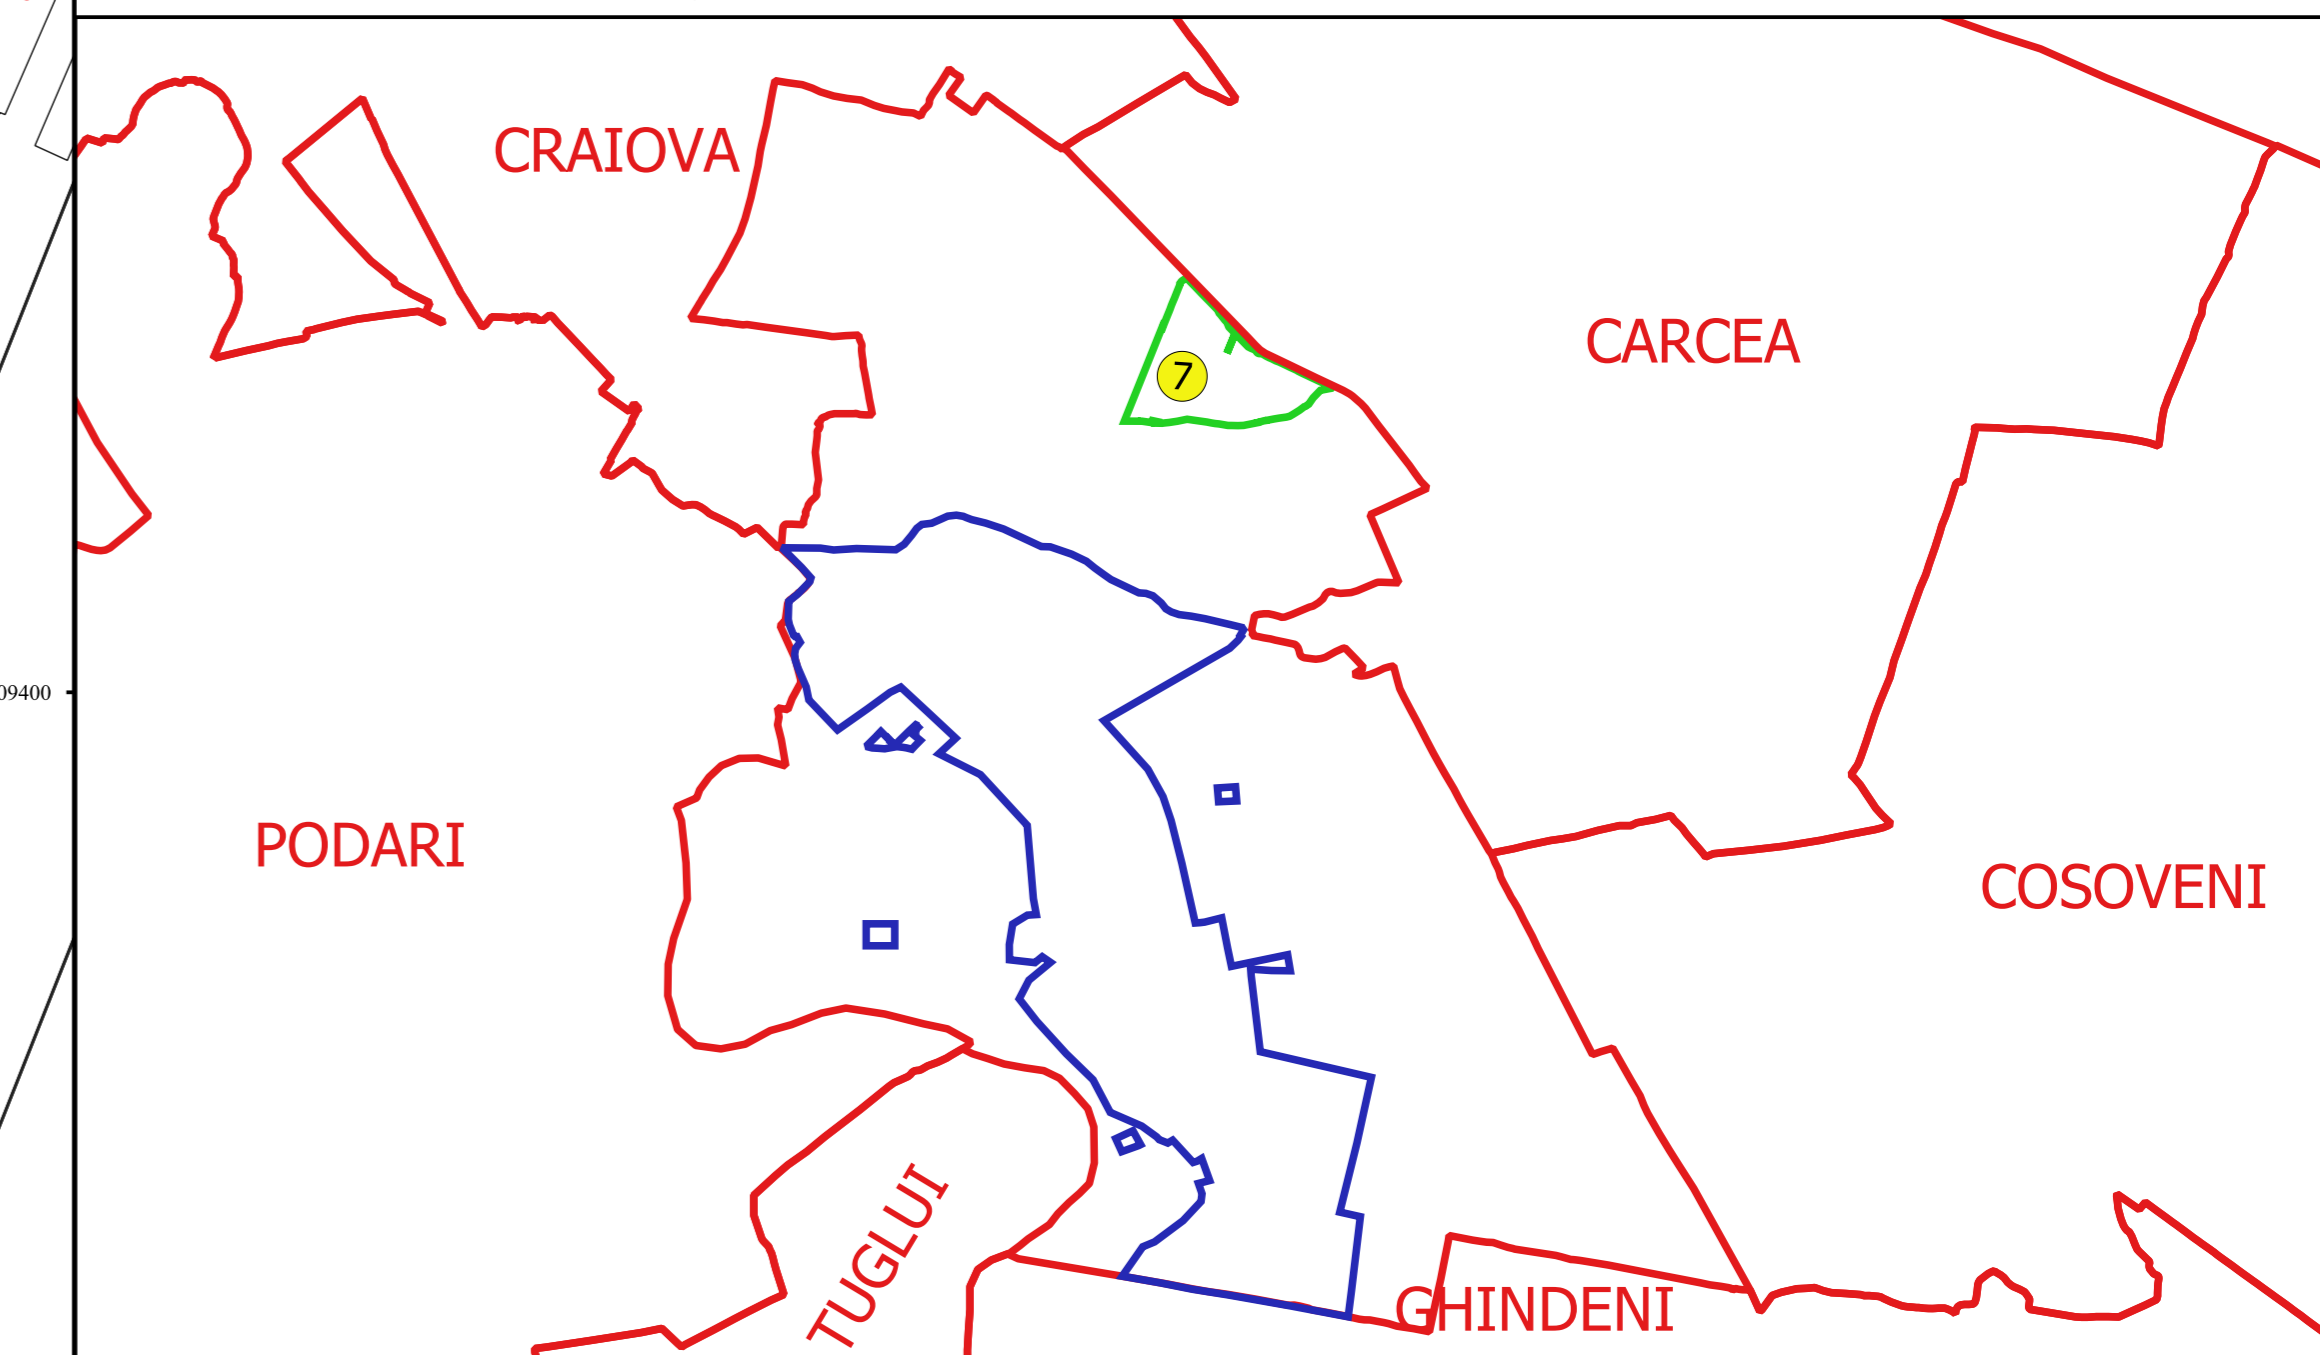 CRAIOVA
CARCEA
7
09400
PODARI
COSOVENI
TUGLUI
GHINDENI